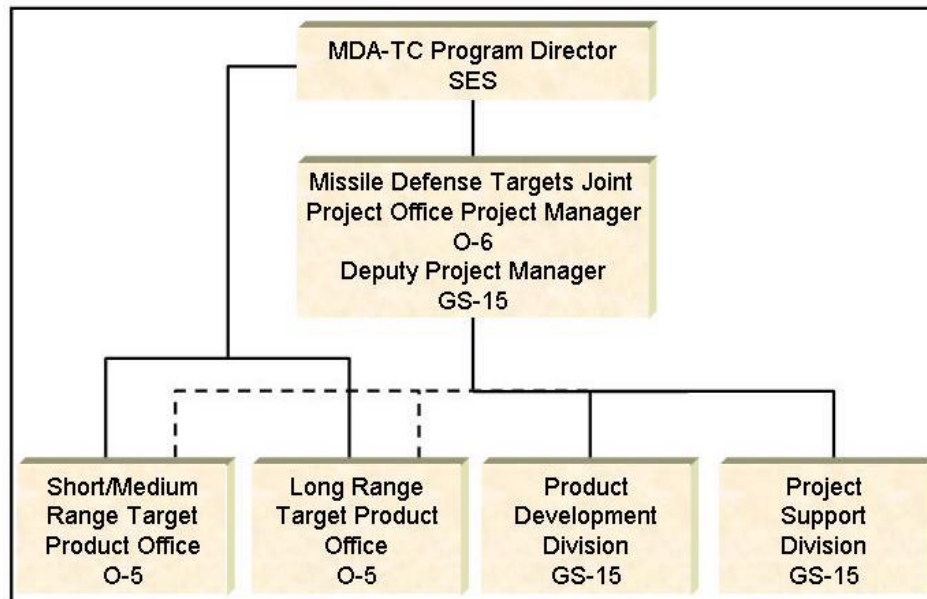 MDA-TC Program Director
SES
Missile Defense Targets Joint
Project Office Project Manager
O-6
Deputy Project Manager
GS-15
Short/Medium
Range Target
Product Office
O-5
Long Range
Target Product
Office
O-5
Product
Development
Division
GS-15
Project
Support
Division
GS-15